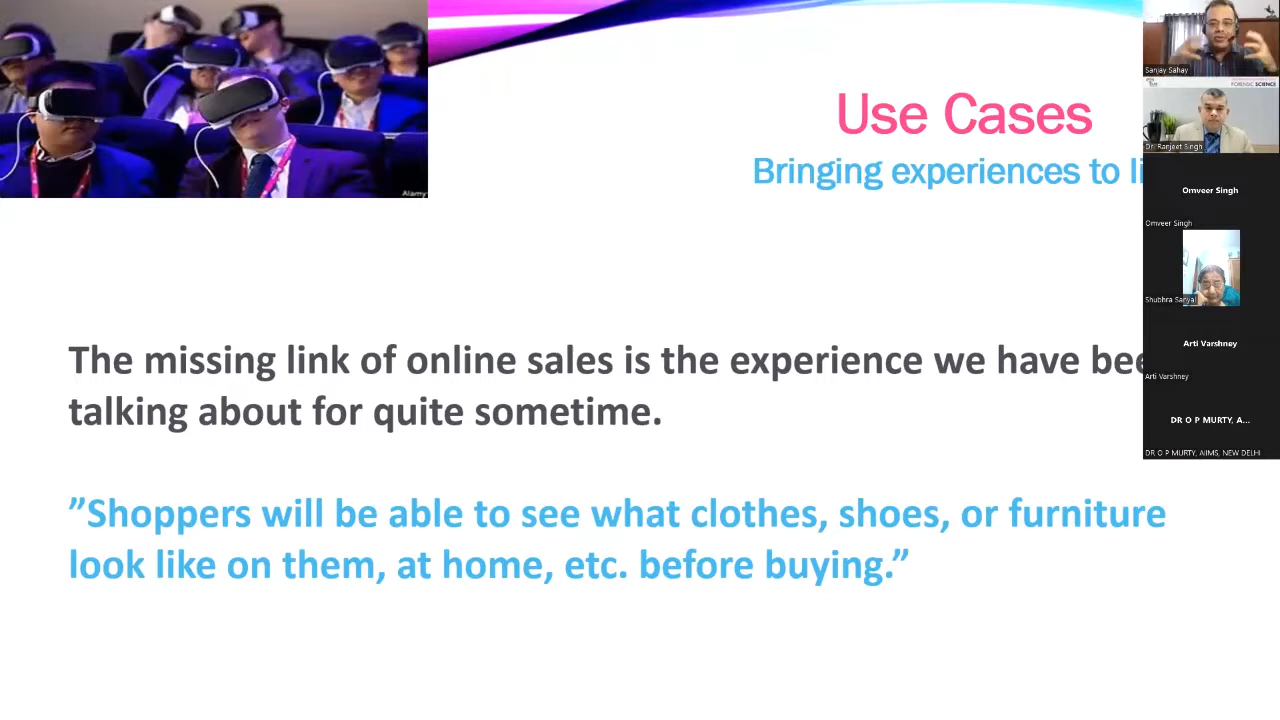 Alamy
Use Cases
Bringing experiences to li
The missing link of online sales is the experience we have bee
talking about for quite sometime.
”Shoppers will be able to see what clothes, shoes, or furniture
look like on them, at home, etc. before buying.”
Sanjay Sahay
FORENSIC SCIENCE
Dr. Ranjeet Singh
Omveer Singh
Omveer Singh
Shubhra Sanyal
Arti Varshney
Arti Varshney
DR O P MURTY, A...
DR O P MURTY, AIIMS, NEW DELHI